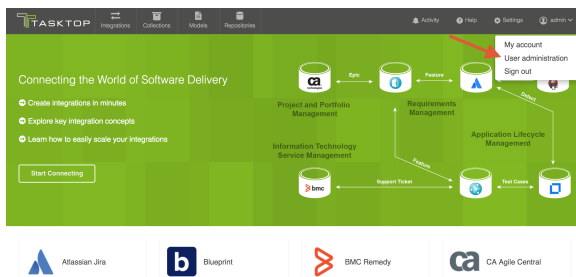 TASKTOP
Integrations
Collections
Models
Repositories
Activity
Help
Settings
admin
My account
User administration
Sign out
Connecting the World of Software Delivery
Create integrations in minutes
Explore key integration concepts
Learn how to easily scale your integrations
Start Connecting
ca
technologies
Epic
Feature
Defect
Project and Portfolio
Management
Requirements
Management
Application Lifecycle
Management
Information Technology
Service Management
Feature
bmc
Support Ticket
Test Cases
Atlassian Jira
b
Blueprint
BMC Remedy
ca
CA Agile Central